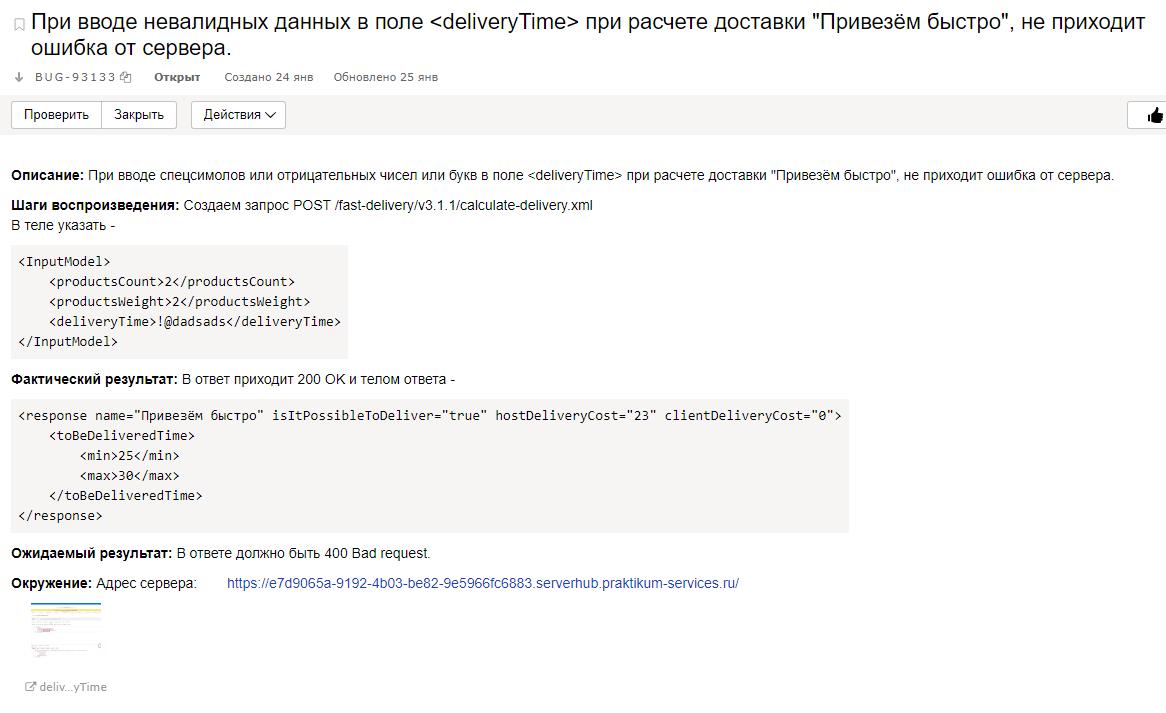 При вводе невалидных данных в поле <deliveryTime> при расчете доставки "Привезём быстро", не приходит
ошибка от сервера.
BUG-93133 Открыт Создано 24 янв Обновлено 25 янв
Проверить Закрыть Действия
Описание: При вводе спецсимолов или отрицательных чисел или букв в поле <deliveryTime> при расчете доставки "Привезём быстро", не приходит ошибка от сервера.
Шаги воспроизведения: Создаем запрос POST /fast-delivery/v3.1.1/calculate-delivery.xml
В теле указать -
<InputModel>
    <productsCount>2</productsCount>
    <productsWeight>2</productsWeight>
    <deliveryTime>!@dadsads</deliveryTime>
</InputModel>
Фактический результат: В ответ приходит 200 OK и телом ответа -
<response name="Привезём быстро" isItPossibleToDeliver="true" hostDeliveryCost="23" clientDeliveryCost="0">
    <toBeDeliveredTime>
        <min>25</min>
        <max>30</max>
    </toBeDeliveredTime>
</response>
Ожидаемый результат: В ответе должно быть 400 Bad request.
Окружение: Адрес сервера: https://e7d9065a-9192-4b03-be82-9e5966fc6883.serverhub.praktikum-services.ru/
deliv...yTime